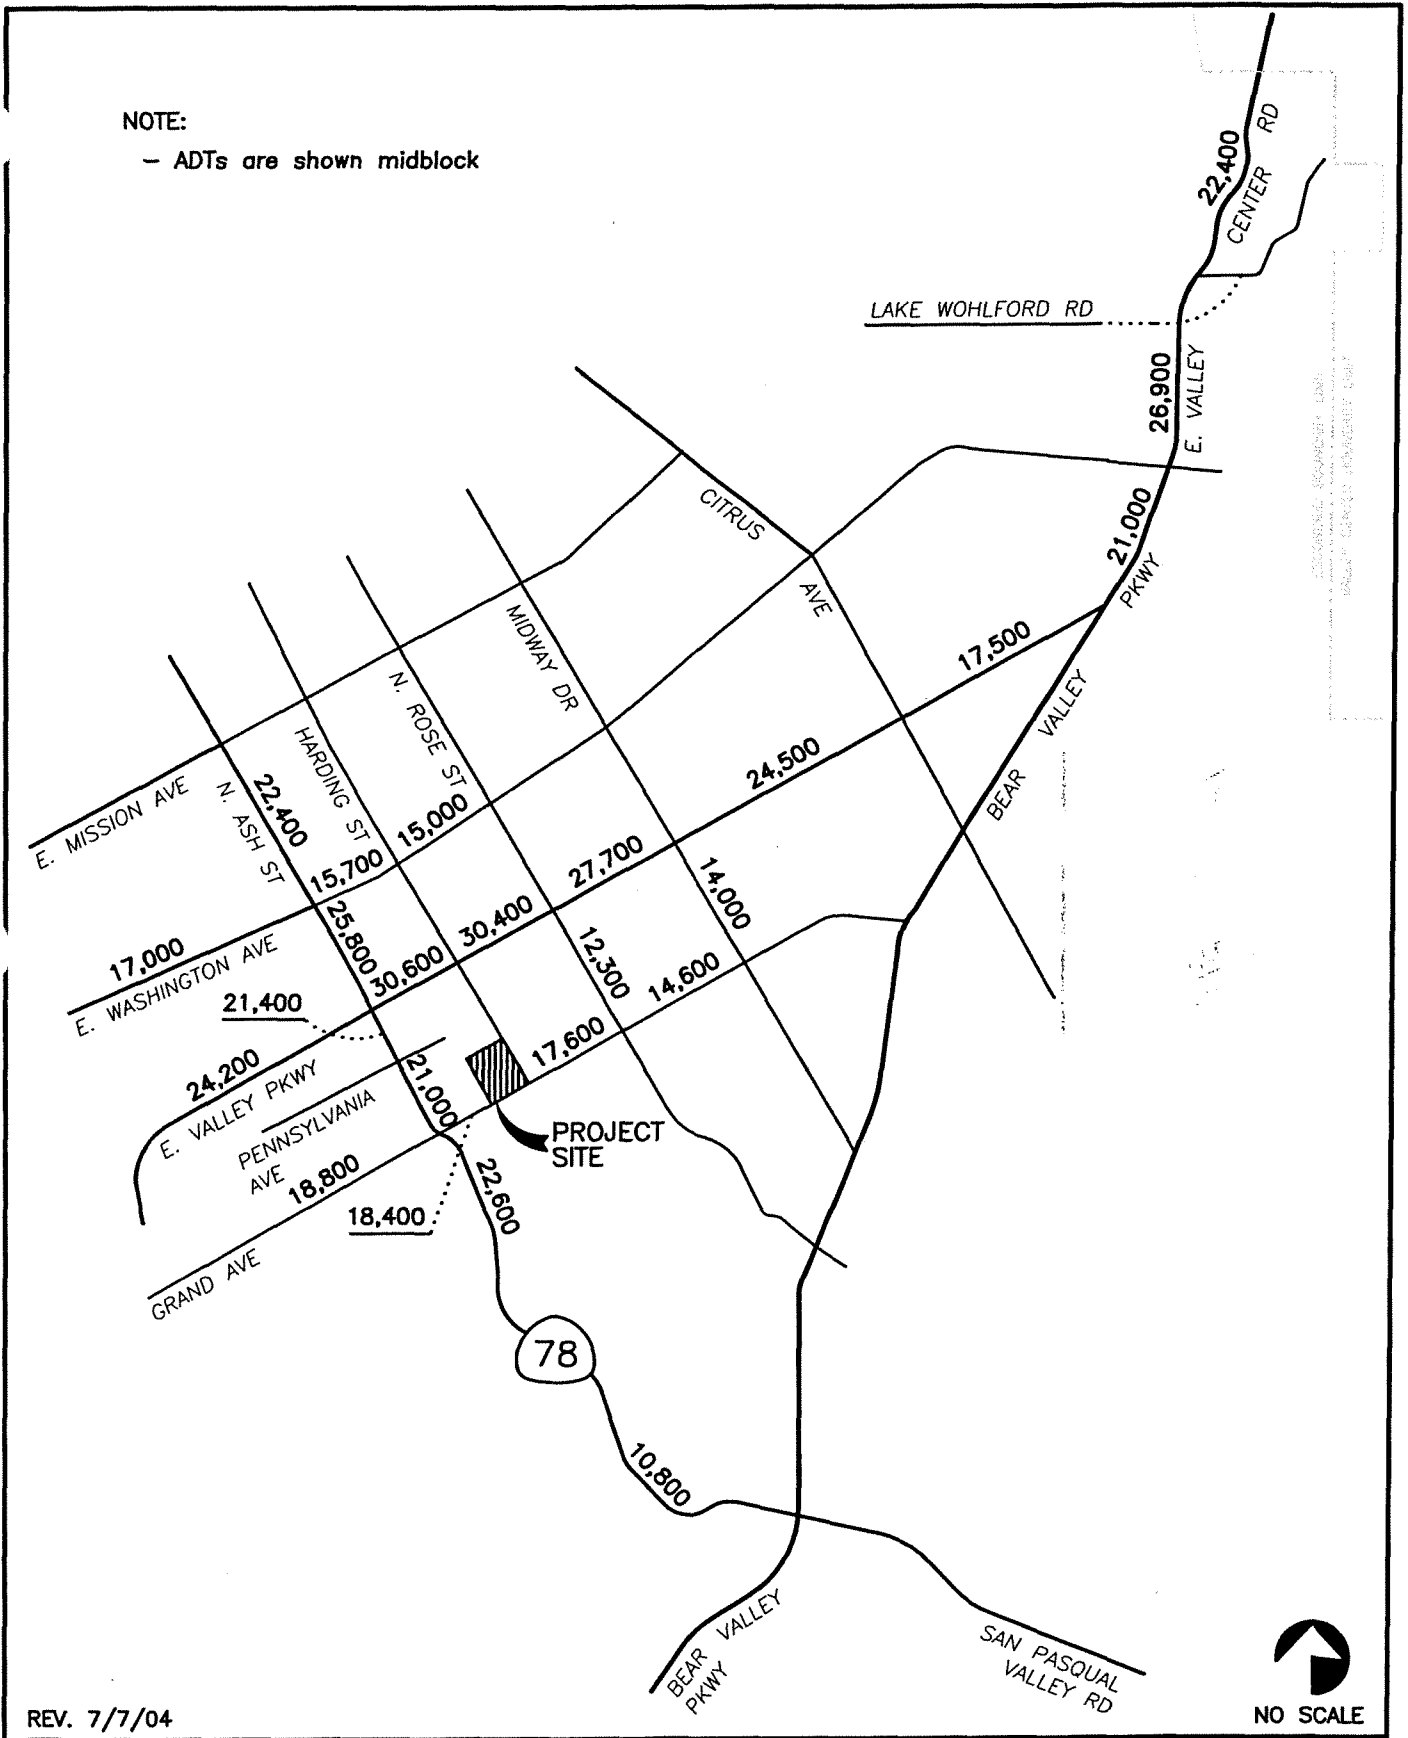 NOTE:
– ADTs are shown midblock
22,400
CENTER RD
LAKE WOHLFORD RD
26,900
E. VALLEY
21,000
PKWY
CITRUS
AVE
17,500
MIDWAY DR
N. ROSE ST
HARDING ST
24,500
BEAR VALLEY
E. MISSION AVE
N. ASH ST
22,400
15,000
15,700
27,700
14,000
25,800
30,400
30,600
12,300
14,600
17,000
E. WASHINGTON AVE
21,400
17,600
24,200
E. VALLEY PKWY
21,000
PENNSYLVANIA
AVE
PROJECT
SITE
18,800
22,600
18,400
GRAND AVE
78
10,800
BEAR VALLEY
PKWY
SAN PASQUAL
VALLEY RD
REV. 7/7/04
NO SCALE